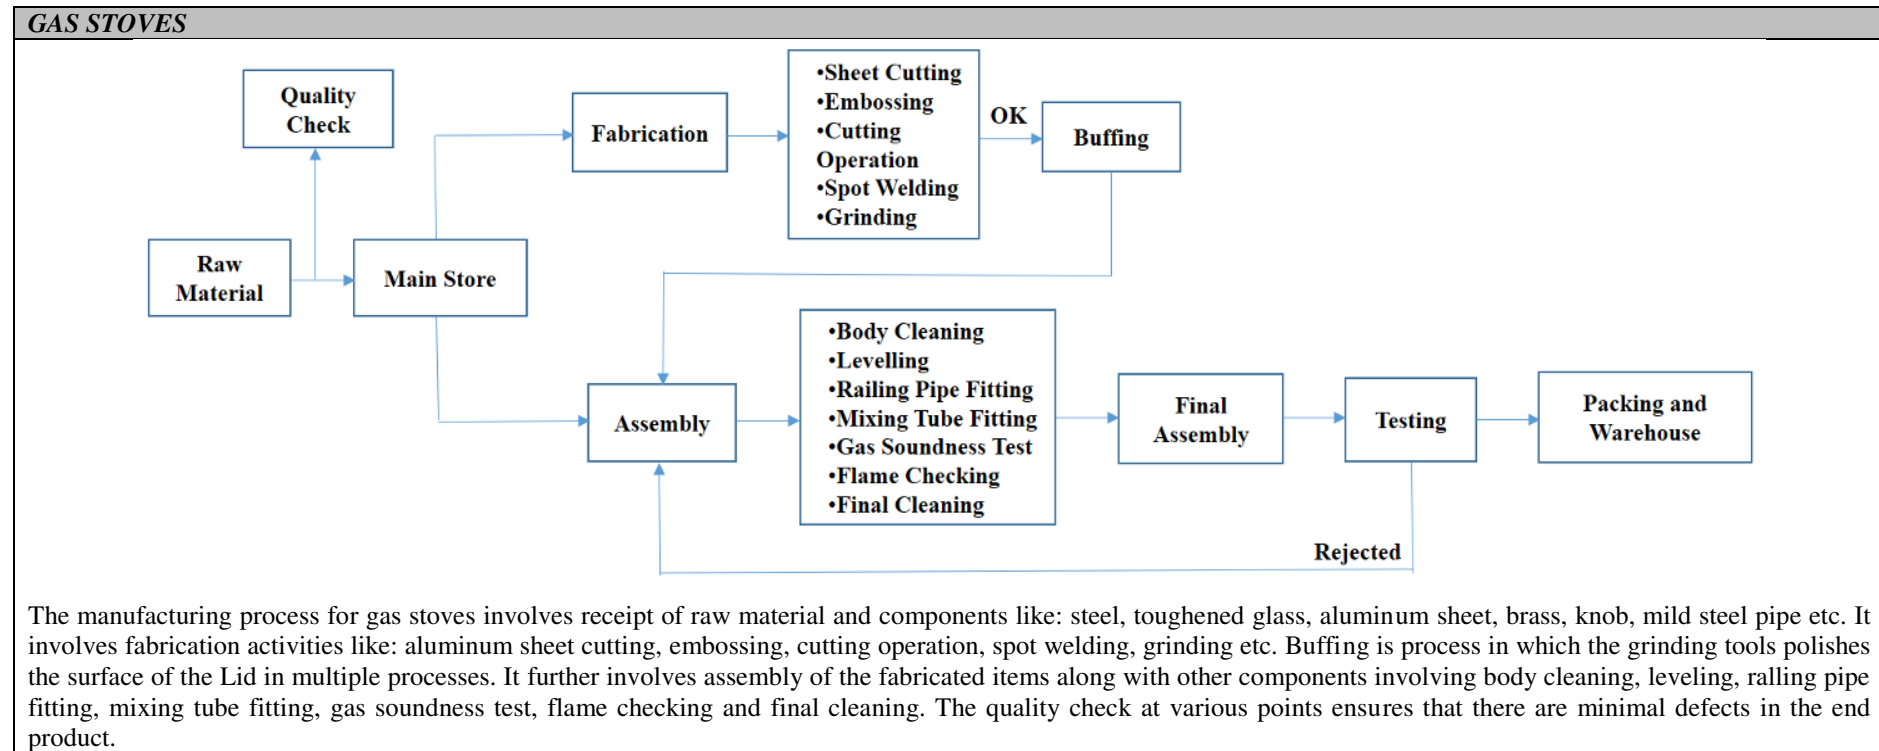 GAS STOVES
Quality
Check
Raw
Material
Main Store
Fabrication
•Sheet Cutting
•Embossing
•Cutting
Operation
•Spot Welding
•Grinding
OK
Buffing
Assembly
•Body Cleaning
•Levelling
•Railing Pipe Fitting
•Mixing Tube Fitting
•Gas Soundness Test
•Flame Checking
•Final Cleaning
Final
Assembly
Testing
Packing and
Warehouse
Rejected
The manufacturing process for gas stoves involves receipt of raw material and components like: steel, toughened glass, aluminum sheet, brass, knob, mild steel pipe etc. It
involves fabrication activities like: aluminum sheet cutting, embossing, cutting operation, spot welding, grinding etc. Buffing is process in which the grinding tools polishes
the surface of the Lid in multiple processes. It further involves assembly of the fabricated items along with other components involving body cleaning, leveling, ralling pipe
fitting, mixing tube fitting, gas soundness test, flame checking and final cleaning. The quality check at various points ensures that there are minimal defects in the end
product.